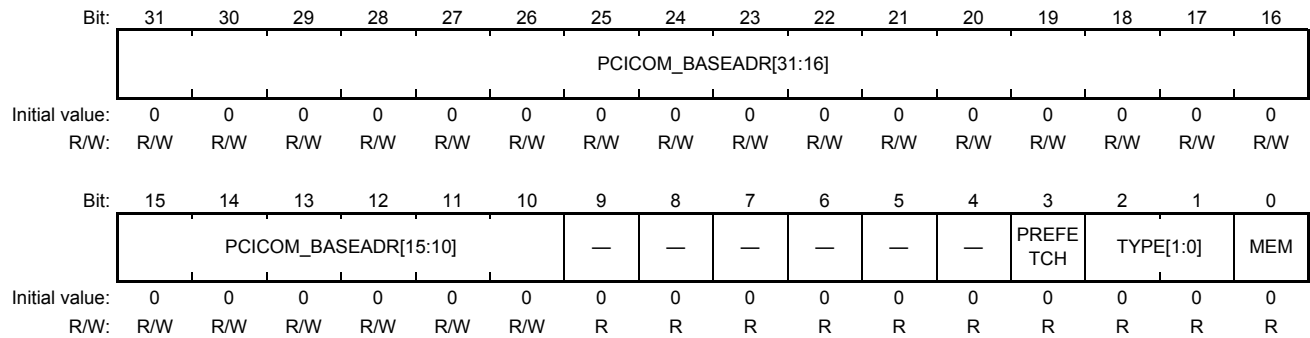 Bit: 31 30 29 28 27 26 25 24 23 22 21 20 19 18 17 16
PCICOM_BASEADR[31:16]
Initial value: 0 0 0 0 0 0 0 0 0 0 0 0 0 0 0 0
R/W: R/W R/W R/W R/W R/W R/W R/W R/W R/W R/W R/W R/W R/W R/W R/W R/W
Bit: 15 14 13 12 11 10 9 8 7 6 5 4 3 2 1 0
PCICOM_BASEADR[15:10] — — — — — — PREFE
TCH TYPE[1:0] MEM
Initial value: 0 0 0 0 0 0 0 0 0 0 0 0 0 0 0 0
R/W: R/W R/W R/W R/W R/W R/W R R R R R R R R R R